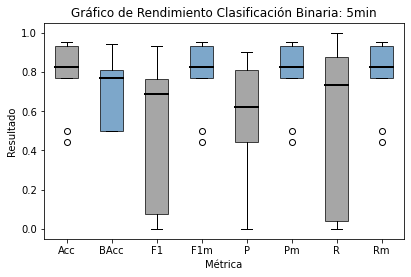 Gráfico de Rendimiento Clasificación Binaria: 5min
1.0
0.8
0.6
0.4
0.2
0.0
Resultado
Acc BAcc F1 F1m P Pm R Rm
Métrica